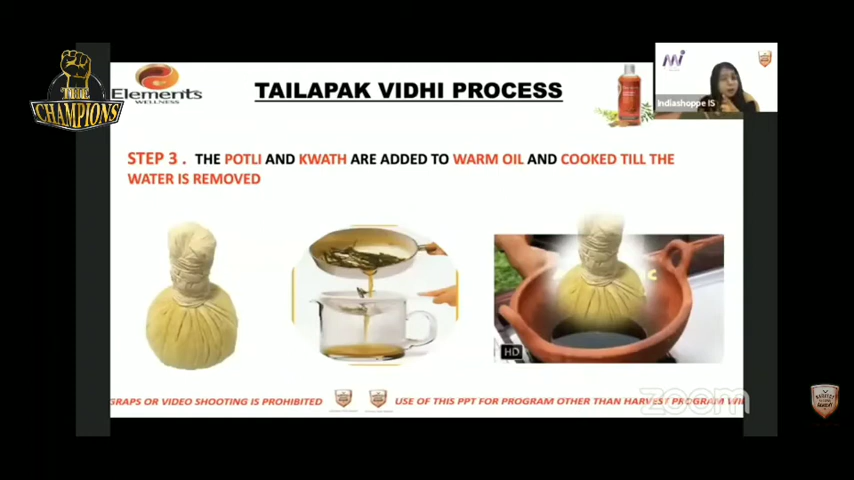 THE
CHAMPIONS
Elements
WELLNESS
TAILAPAK VIDHI PROCESS
Indiashoppe IS
STEP 3 . THE POTLI AND KWATH ARE ADDED TO WARM OIL AND COOKED TILL THE
WATER IS REMOVED
HD
GRAPS OR VIDEO SHOOTING IS PROHIBITED
USE OF THIS PPT FOR PROGRAM OTHER THAN HARVEST PROGRAM WIL
zoom